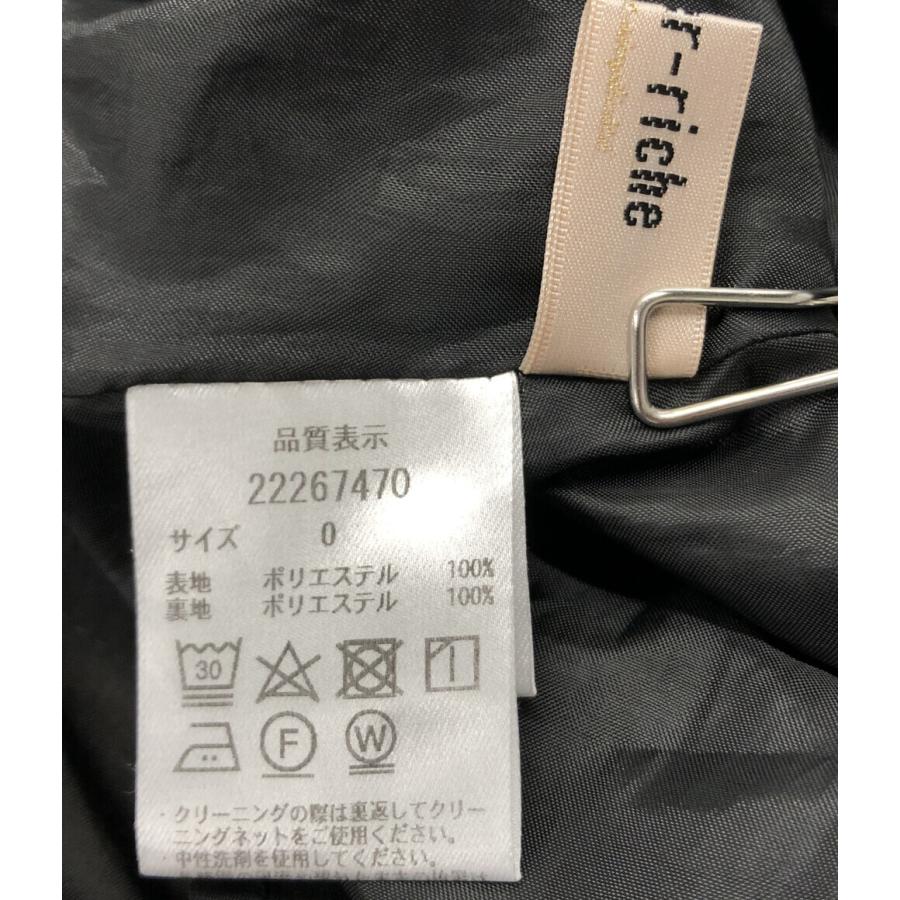 r-riche
品質表示
22267470
サイズ 0
表地 ポリエステル 100%
裏地 ポリエステル 100%
30
F W
・クリーニングの際は裏返してクリー
ニングネットをご使用ください。
・中性洗剤を使用してください。